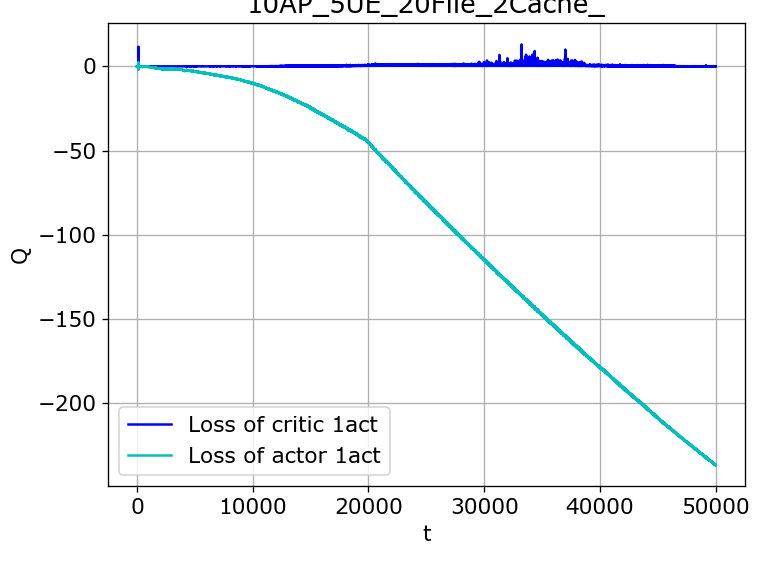 10AP_5UE_20File_2Cache_
0
−50
−100
−150
−200
Q
Loss of critic 1act
Loss of actor 1act
0 10000 20000 30000 40000 50000
t